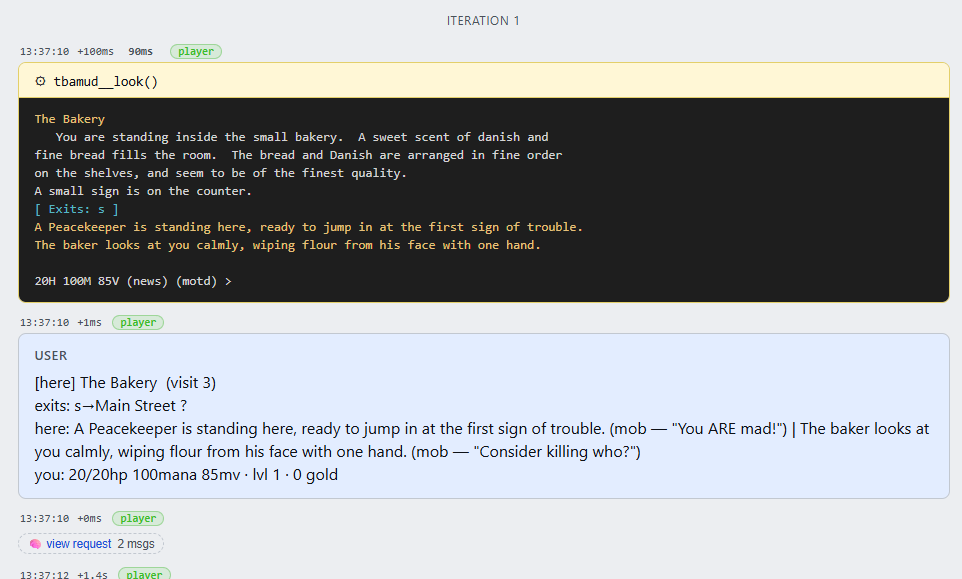 ITERATION 1
13:37:10 +100ms 90ms player
⚙ tbamud__look()
The Bakery
   You are standing inside the small bakery.  A sweet scent of danish and
fine bread fills the room.  The bread and Danish are arranged in fine order
on the shelves, and seem to be of the finest quality.
A small sign is on the counter.
[ Exits: s ]
A Peacekeeper is standing here, ready to jump in at the first sign of trouble.
The baker looks at you calmly, wiping flour from his face with one hand.
20H 100M 85V (news) (motd) >
13:37:10 +1ms player
USER
[here] The Bakery  (visit 3)
exits: s→Main Street ?
here: A Peacekeeper is standing here, ready to jump in at the first sign of trouble. (mob — "You ARE mad!") | The baker looks at
you calmly, wiping flour from his face with one hand. (mob — "Consider killing who?")
you: 20/20hp 100mana 85mv · lvl 1 · 0 gold
13:37:10 +0ms player
🧠 view request 2 msgs
13:37:12 +1.4s player